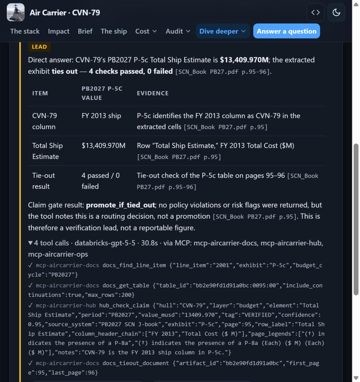 Air Carrier · CVN-79
The stack Impact Brief The ship Cost Audit Dive deeper Answer a question
LEAD
Direct answer: CVN-79's PB2027 P-5c Total Ship Estimate is $13,409.970M; the extracted
exhibit ties out — 4 checks passed, 0 failed [SCN_Book PB27.pdf p.95-96].
ITEM PB2027 P-5C VALUE EVIDENCE
CVN-79 column FY 2013 ship P-5c identifies the FY 2013 column as CVN-79 in the extracted cells [SCN_Book PB27.pdf p.95]
Total Ship Estimate $13,409.970M Row "Total Ship Estimate," FY 2013 Total Cost ($M) [SCN_Book PB27.pdf p.95]
Tie-out result 4 passed / 0 failed Tie-out check of the P-5c table on pages 95–96 [SCN_Book PB27.pdf p.95-96]
Claim gate result: promote_if_tied_out; no policy violations or risk flags were returned, but
the tool notes this is a routing decision, not a promotion [SCN_Book PB27.pdf p.95]. This is
therefore a verification lead, not a reportable figure.
▾ 4 tool calls · databricks-gpt-5-5 · 30.8s · via MCP: mcp-aircarrier-docs, mcp-aircarrier-hub,
mcp-aircarrier-ops
✓ mcp-aircarrier-docs docs_find_line_item {"line_item":"2001","exhibit":"P-5c","budget_c
ycle":"PB2027"}
✓ mcp-aircarrier-docs docs_get_table {"table_id":"bb2e90fd1d91a0bc:0095:00","include_con
tinuations":true,"max_rows":200}
✓ mcp-aircarrier-hub hub_check_claim {"hull":"CVN-79","layer":"budget","element":"Total
Ship Estimate","period":"PB2027","value_musd":"13409.970","tag":"VERIFIED","confidence":
0.95,"source_system":"PB2027 SCN J-book","exhibit":"P-5c","page":95,"row_label":"Total S
hip Estimate","column_header_chain":["FY 2013","Total Cost ($ M)"],"page_legends":["(†) in
dicates the presence of a P-8a","(†) indicates the presence of a P-8a (Each) ($ M) (Each)
($ M)"],"notes":"CVN-79 is the FY 2013 ship column in P-5c."}
✓ mcp-aircarrier-docs docs_tieout_document {"artifact_id":"bb2e90fd1d91a0bc","first_pag
e":95,"last_page":96}